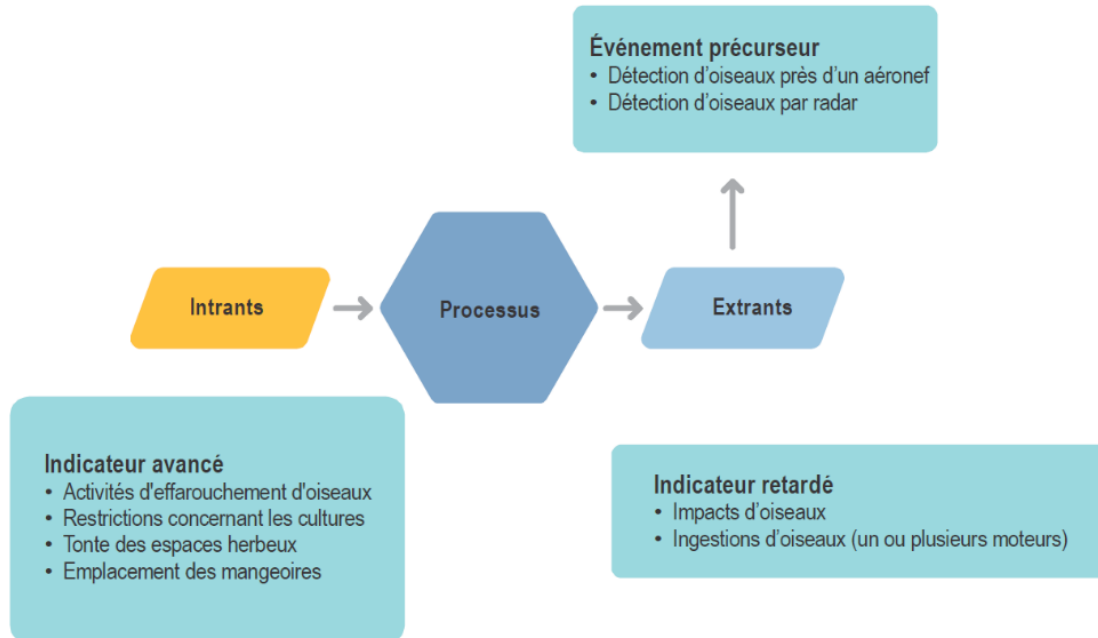 Événement précurseur
• Détection d’oiseaux près d’un aéronef
• Détection d’oiseaux par radar
Intrants
Processus
Extrants
Indicateur avancé
• Activités d'effarouchement d'oiseaux
• Restrictions concernant les cultures
• Tonte des espaces herbeux
• Emplacement des mangeoires
Indicateur retardé
• Impacts d’oiseaux
• Ingestions d’oiseaux (un ou plusieurs moteurs)